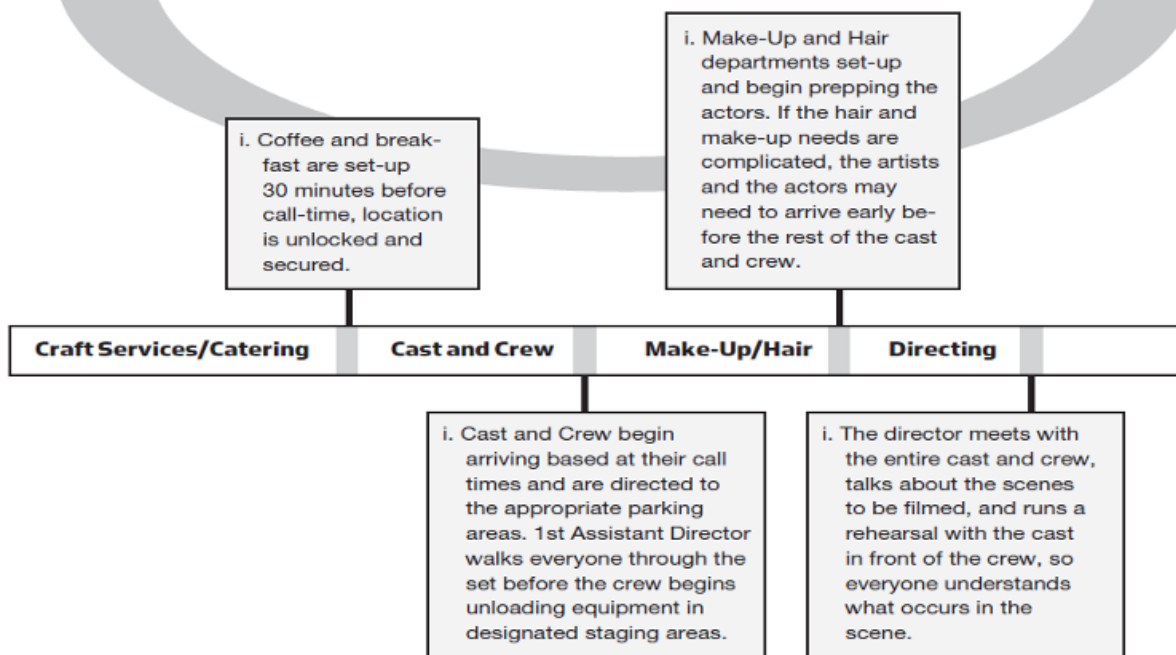 i. Coffee and break-
fast are set-up
30 minutes before
call-time, location
is unlocked and
secured.
i. Make-Up and Hair
departments set-up
and begin prepping the
actors. If the hair and
make-up needs are
complicated, the artists
and the actors may
need to arrive early be-
fore the rest of the cast
and crew.
Craft Services/Catering
Cast and Crew
Make-Up/Hair
Directing
i. Cast and Crew begin
arriving based at their call
times and are directed to
the appropriate parking
areas. 1st Assistant Director
walks everyone through the
set before the crew begins
unloading equipment in
designated staging areas.
i. The director meets with
the entire cast and crew,
talks about the scenes
to be filmed, and runs a
rehearsal with the cast
in front of the crew, so
everyone understands
what occurs in the
scene.